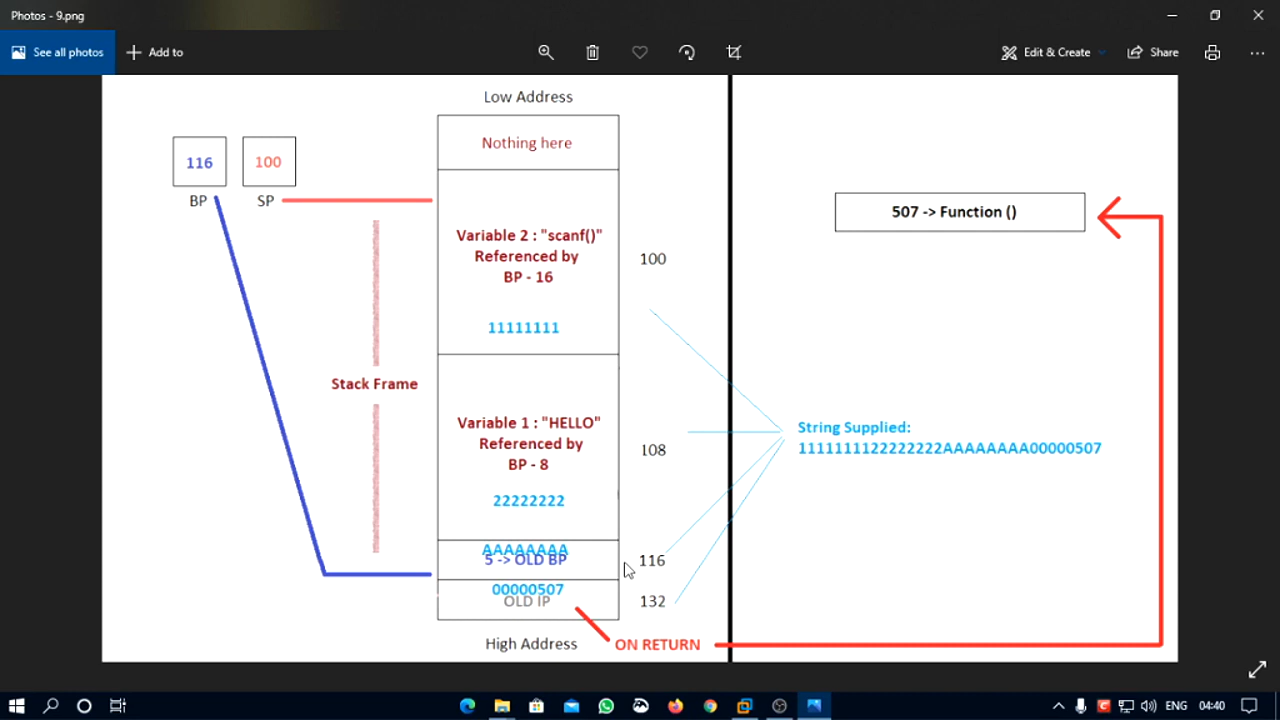 Photos - 9.png
See all photos
Add to
Edit & Create
Share
Low Address
Nothing here
116
100
BP
SP
Variable 2 : "scanf()"
Referenced by
BP - 16
11111111
100
507 -> Function ()
Stack Frame
Variable 1 : "HELLO"
Referenced by
BP - 8
22222222
108
String Supplied:
1111111122222222AAAAAAAA00000507
AAAAAAAA
5 -> OLD BP
116
00000507
OLD IP
132
High Address
ON RETURN
ENG
04:40